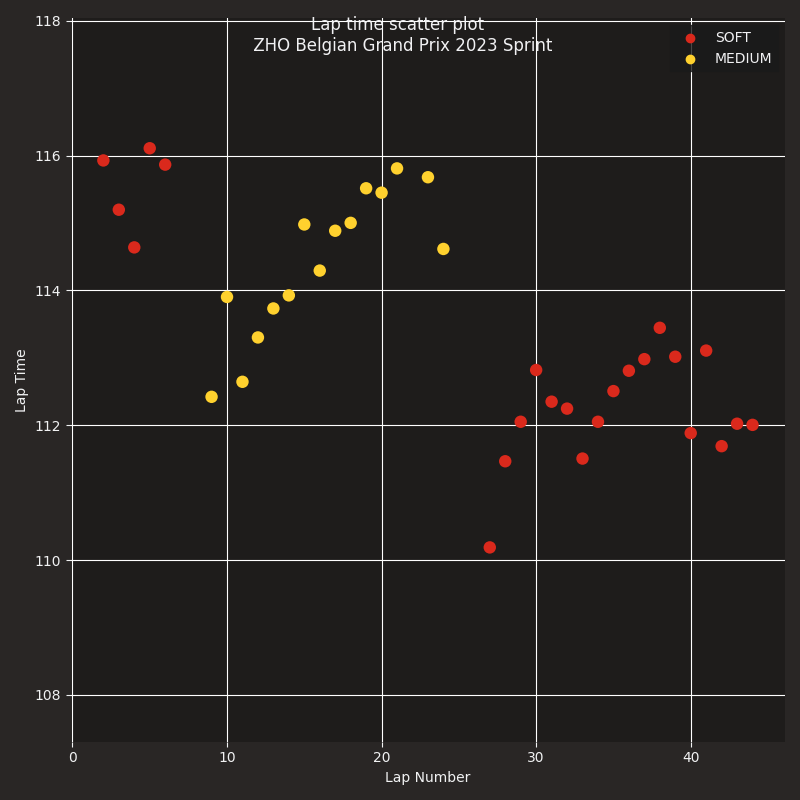 Lap time scatter plot
ZHO Belgian Grand Prix 2023 Sprint
SOFT
MEDIUM
118
116
114
112
110
108
Lap Time
0 10 20 30 40
Lap Number